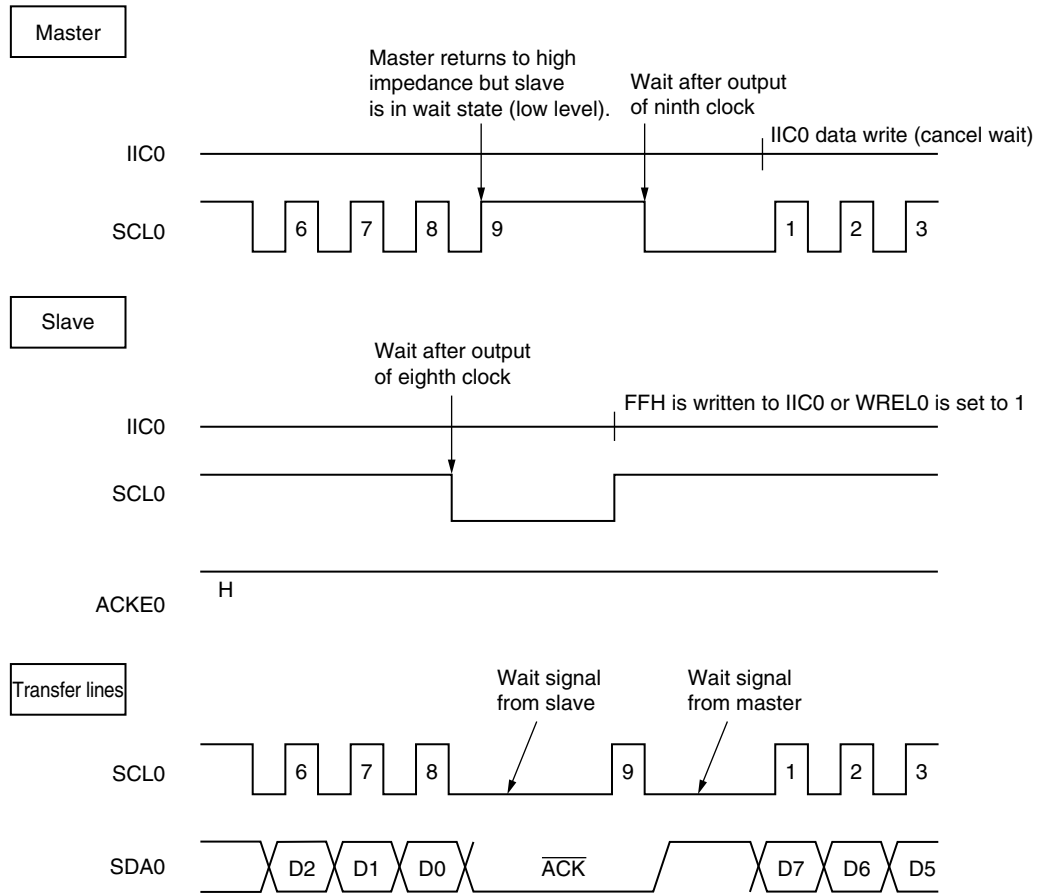 Master
Master returns to high
impedance but slave
is in wait state (low level).
Wait after output
of ninth clock
IIC0 data write (cancel wait)
IIC0
SCL0
6 7 8 9 1 2 3
Slave
Wait after output
of eighth clock
FFH is written to IIC0 or WREL0 is set to 1
IIC0
SCL0
H
ACKE0
Transfer lines
Wait signal
from slave
Wait signal
from master
SCL0
6 7 8 9 1 2 3
SDA0
D2 D1 D0 ACK D7 D6 D5